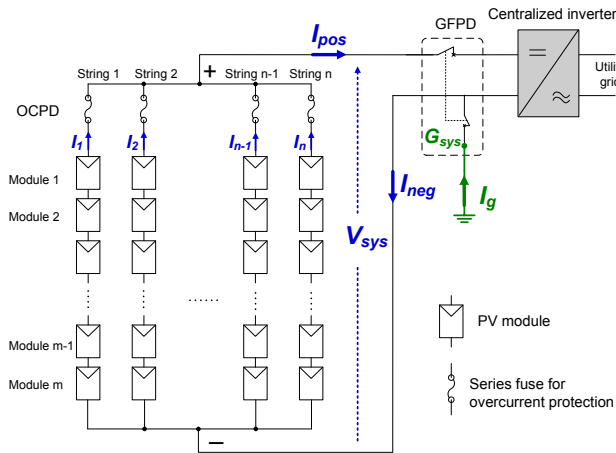 Centralized inverter
GFPD
I_pos
String 1 String 2 String n-1 String n
+
OCPD
I_1 I_2 I_n-1 I_n
G_sys
Module 1
I_neg
I_g
Module 2
V_sys
......
PV module
Module m-1
Module m
Series fuse for
overcurrent protection
−